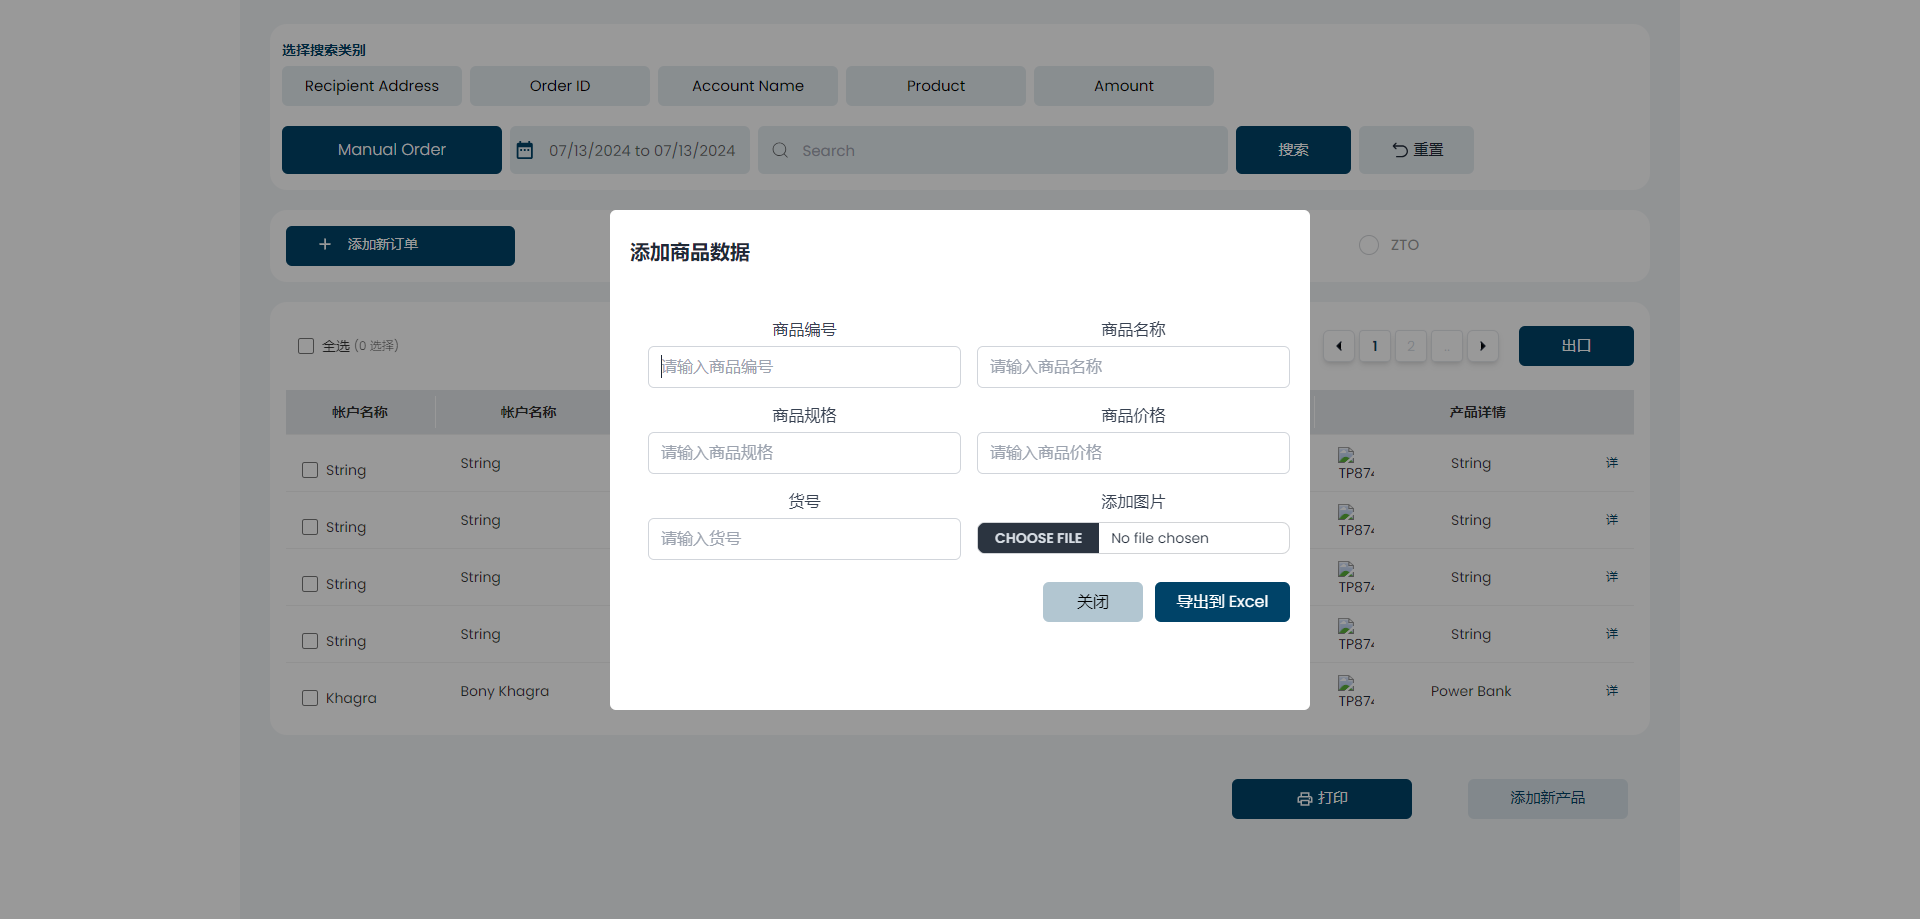 选择搜索类别
Recipient Address Order ID Account Name Product Amount
Manual Order 07/13/2024 to 07/13/2024 Search 搜索 重置
添加新订单 ZTO
添加商品数据
商品编号 商品名称
请输入商品编号 请输入商品名称
商品规格 商品价格
请输入商品规格 请输入商品价格
货号 添加图片
请输入货号 CHOOSE FILE No file chosen
关闭 导出到 Excel
全选 (0 选择) 1 2 .. 出口
帐户名称 帐户名称 产品详情
String String TP874 String 详
String String TP874 String 详
String String TP874 String 详
String String TP874 String 详
Khagra Bony Khagra TP874 Power Bank 详
打印 添加新产品